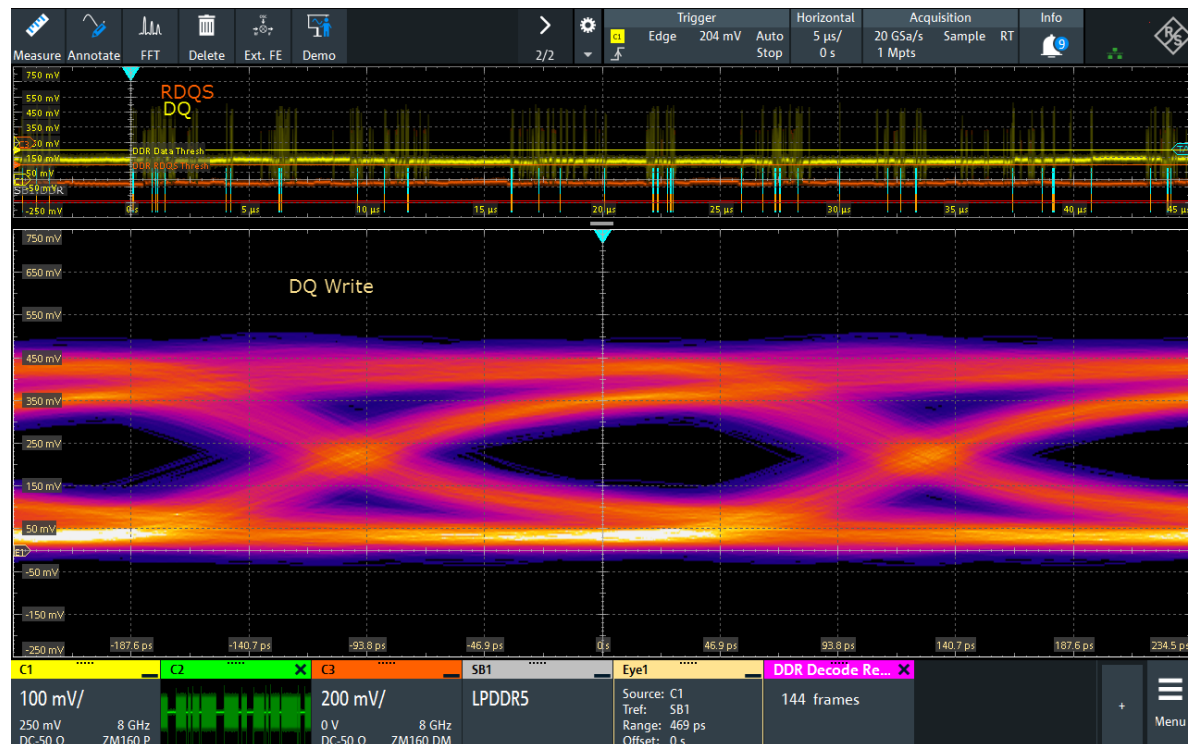 Trigger Horizontal Acquisition Info
C1 Edge 204 mV Auto 5 µs/ 20 GSa/s Sample RT 9
Measure Annotate FFT Delete Ext. FE Demo 2/2 Stop 0 s 1 Mpts
R&S
750 mV
RDQS
550 mV
DQ
450 mV
350 mV
C3
DDR Data Thresh
150 mV
DDR RDQS Thresh
50 mV
-50 mV
-250 mV 0 s 5 µs 10 µs 15 µs 20 µs 25 µs 30 µs 35 µs 40 µs 45 µs
750 mV
650 mV
DQ Write
550 mV
450 mV
350 mV
250 mV
150 mV
50 mV
E1
-50 mV
-150 mV
-250 mV -187.6 ps -140.7 ps -93.8 ps -46.9 ps 0 s 46.9 ps 93.8 ps 140.7 ps 187.6 ps 234.5 ps
C1 C2 C3 SB1 Eye1 DDR Decode Re...
100 mV/ 200 mV/ LPDDR5 Source: C1 144 frames
Tref: SB1
250 mV 8 GHz 0 V 8 GHz Range: 469 ps + Menu
DC-50 Ω ZM160 P DC-50 Ω ZM160 DM Offset: 0 s